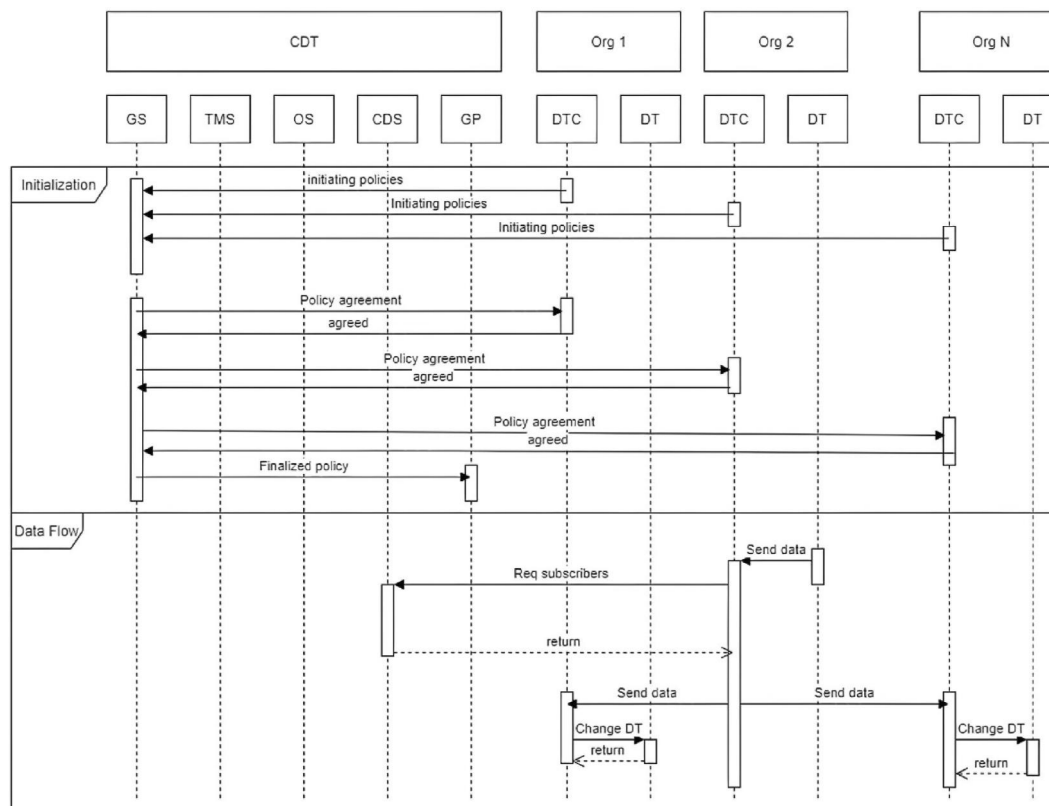 CDT
Org 1
Org 2
Org N
GS
TMS
OS
CDS
GP
DTC
DT
DTC
DT
DTC
DT
Initialization
initiating policies
Initiating policies
Initiating policies
Policy agreement
agreed
Policy agreement
agreed
Policy agreement
agreed
Finalized policy
Data Flow
Send data
Req subscribers
return
Send data
Send data
Change DT
Change DT
return
return